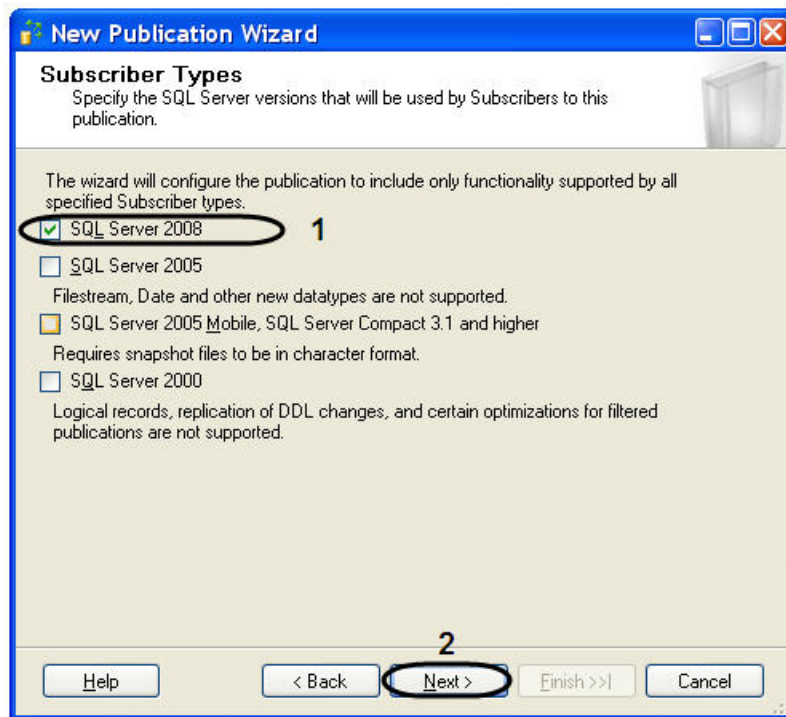 New Publication Wizard
Subscriber Types
Specify the SQL Server versions that will be used by Subscribers to this
publication.
The wizard will configure the publication to include only functionality supported by all
specified Subscriber types.
SQL Server 2008 1
SQL Server 2005
Filestream, Date and other new datatypes are not supported.
SQL Server 2005 Mobile, SQL Server Compact 3.1 and higher
Requires snapshot files to be in character format.
SQL Server 2000
Logical records, replication of DDL changes, and certain optimizations for filtered
publications are not supported.
2
Help < Back Next > Finish >>| Cancel